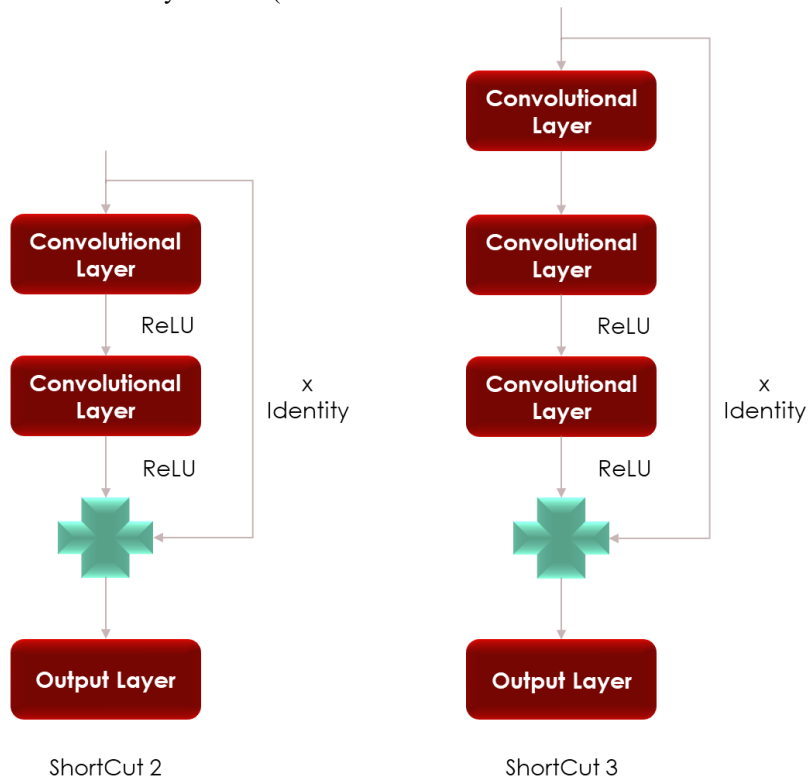 Convolutional
Layer
ReLU
Convolutional
Layer
ReLU
x
Identity
Output Layer
ShortCut 2
Convolutional
Layer
Convolutional
Layer
ReLU
Convolutional
Layer
ReLU
x
Identity
Output Layer
ShortCut 3